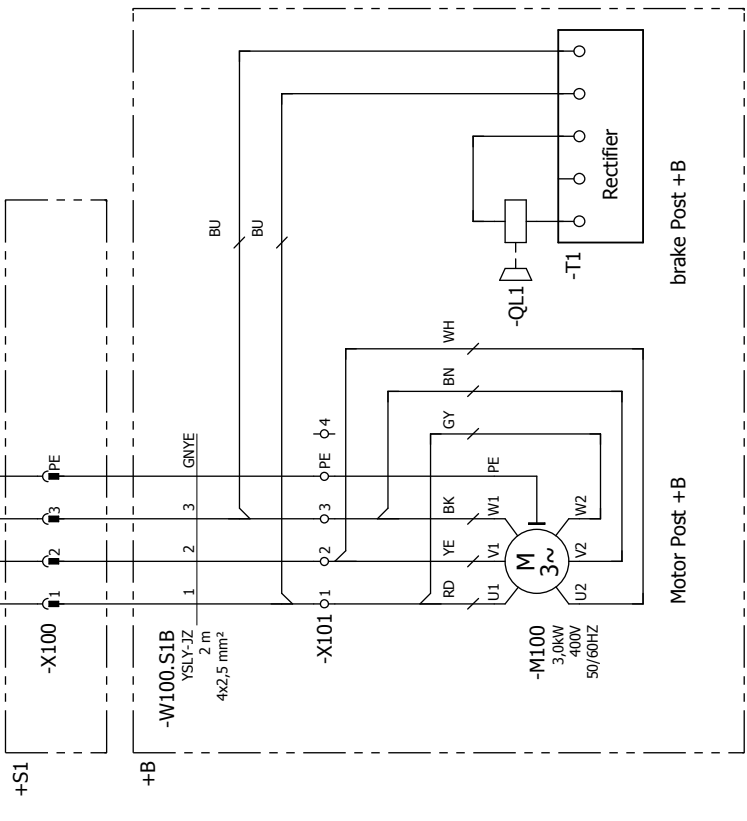 +S1
-X100
1
2
3
PE
+B
-W100.S1B
YSLY-JZ
2 m
4x2,5 mm²
1
2
3
GNYE
BU
BU
-X101
1
2
3
PE
4
RD
YE
BK
PE
GY
BN
WH
U1
V1
W1
M
3~
U2
V2
W2
-M100
3,0kW
400V
50/60HZ
Motor Post +B
-QL1
-T1
Rectifier
brake Post +B